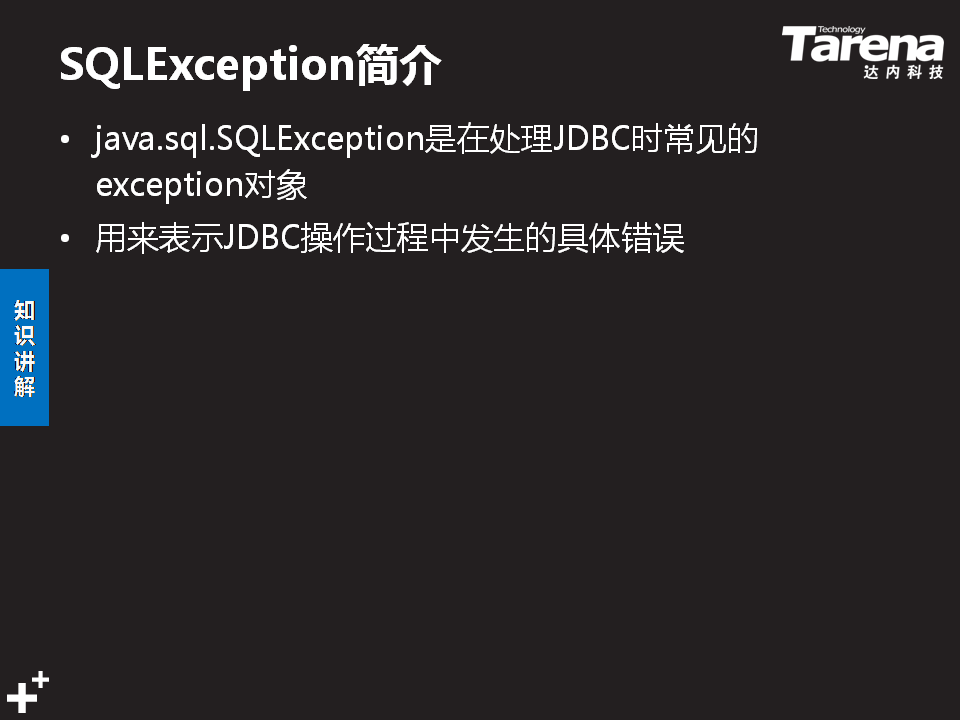 SQLException简介
Technology
Tarena
达内科技
• java.sql.SQLException是在处理JDBC时常见的
exception对象
• 用来表示JDBC操作过程中发生的具体错误
知
识
讲
解